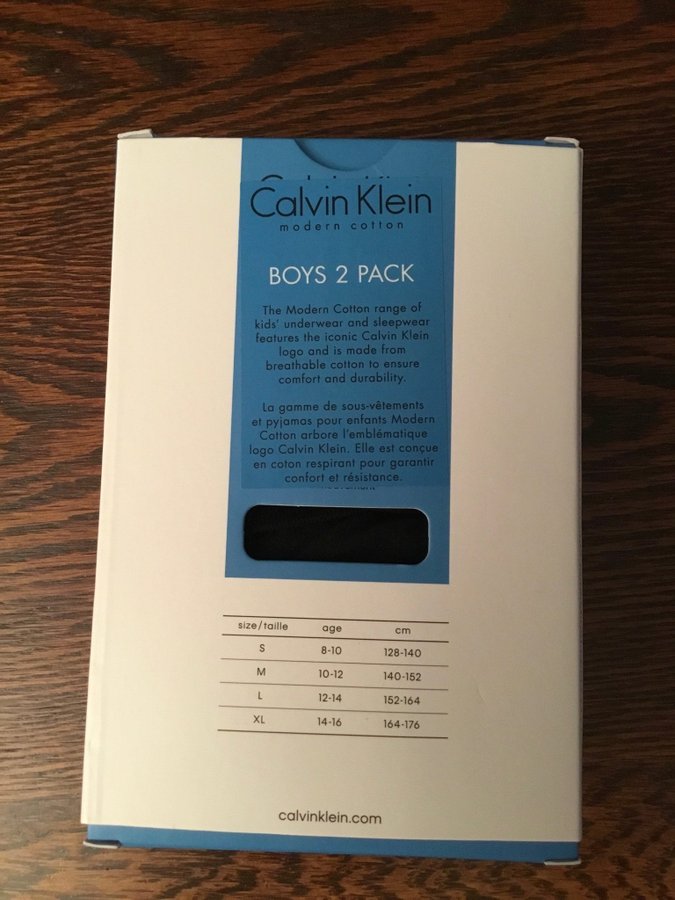 Calvin Klein
modern cotton
BOYS 2 PACK
The Modern Cotton range of
kids' underwear and sleepwear
features the iconic Calvin Klein
logo and is made from
breathable cotton to ensure
comfort and durability.
La gamme de sous-vêtements
et pyjamas pour enfants Modern
Cotton arbore l'emblématique
logo Calvin Klein. Elle est conçue
en coton respirant pour garantir
confort et résistance.
size/taille age cm
S 8-10 128-140
M 10-12 140-152
L 12-14 152-164
XL 14-16 164-176
calvinklein.com